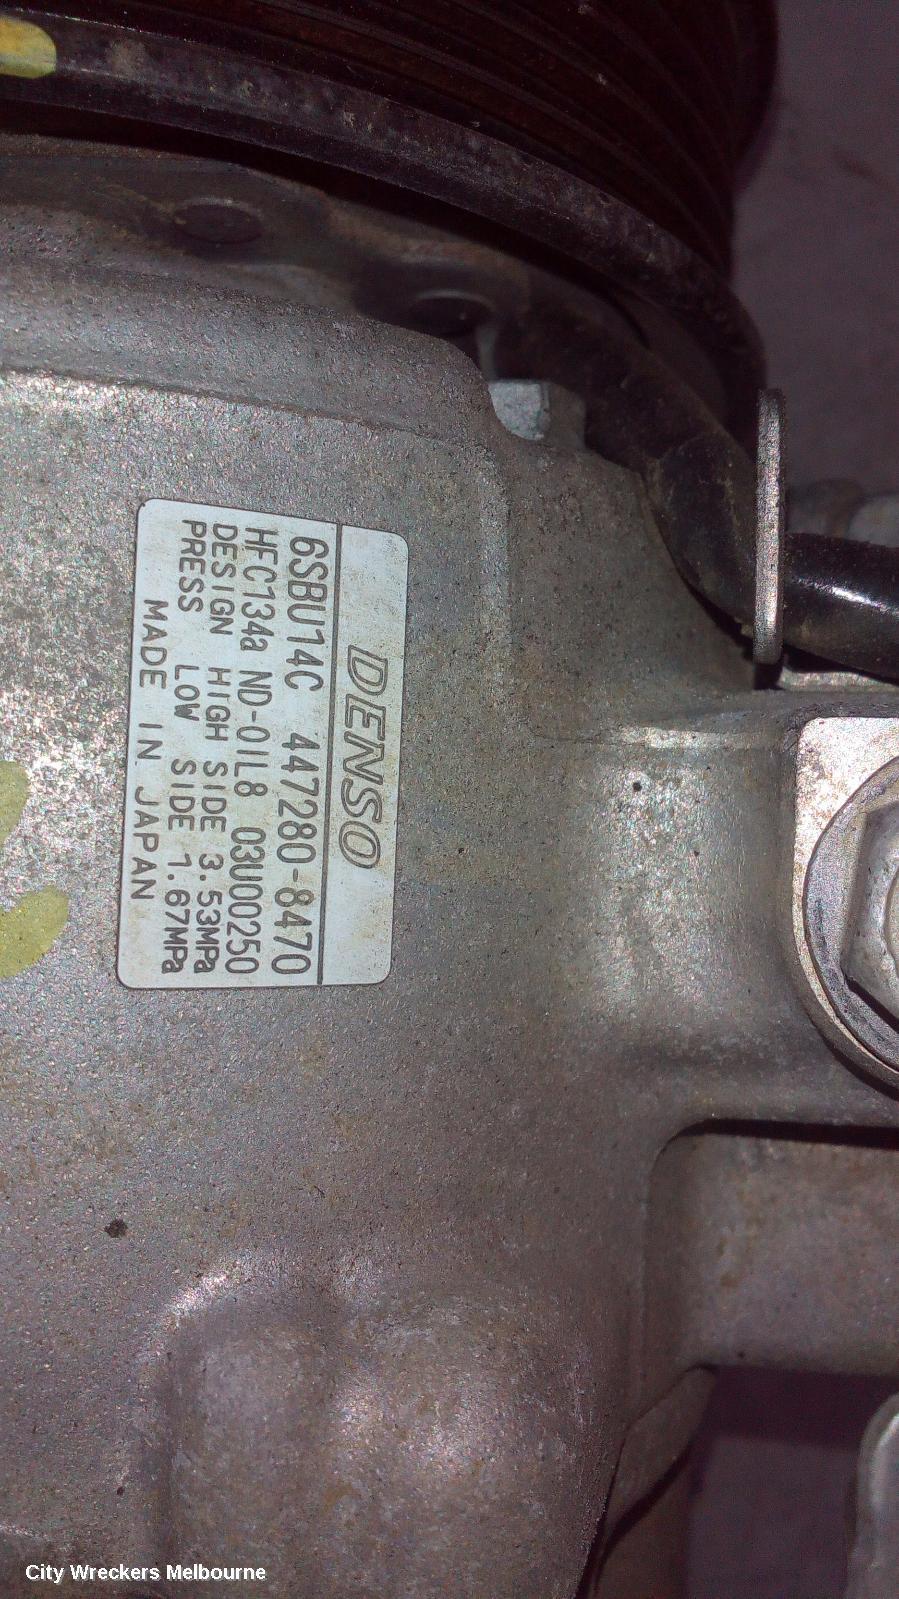 DENSO
6SBU14C 447280-8470
HFC134a ND-OIL8 03U00250
DESIGN HIGH SIDE 3.53MPa
PRESS LOW SIDE 1.67MPa
MADE IN JAPAN
City Wreckers Melbourne